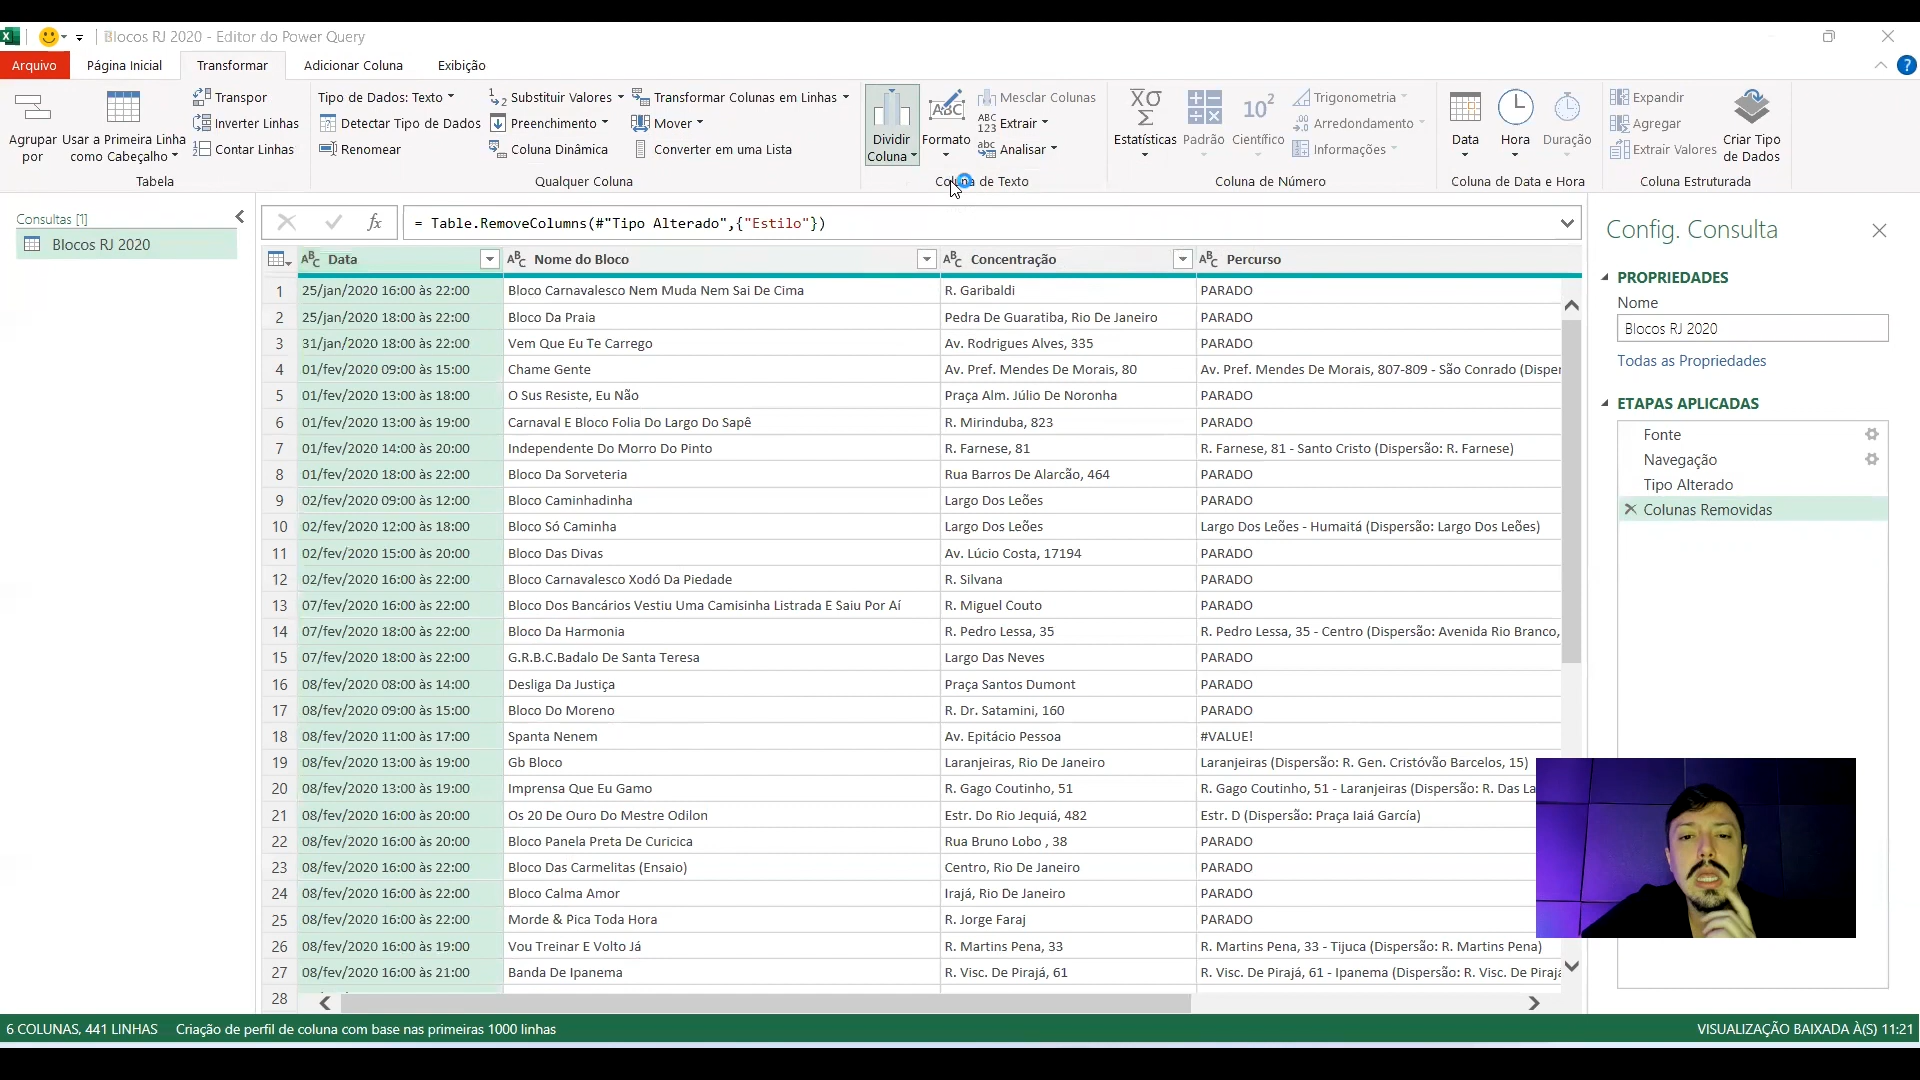 Blocos RJ 2020 - Editor do Power Query
Arquivo
Página Inicial
Transformar
Adicionar Coluna
Exibição
?
Agrupar por
Usar a Primeira Linha como Cabeçalho
Transpor
Inverter Linhas
Contar Linhas
Tabela
Tipo de Dados: Texto
Detectar Tipo de Dados
Renomear
Substituir Valores
Preenchimento
Coluna Dinâmica
Transformar Colunas em Linhas
Mover
Converter em uma Lista
Qualquer Coluna
Dividir Coluna
Formato
Mesclar Colunas
Extrair
Analisar
Coluna de Texto
Estatísticas
Padrão
Científico
Trigonometria
Arredondamento
Informações
Coluna de Número
Data
Hora
Duração
Coluna de Data e Hora
Expandir
Agregar
Extrair Valores
Criar Tipo de Dados
Coluna Estruturada
Consultas [1]
Blocos RJ 2020
fx
= Table.RemoveColumns(#"Tipo Alterado",{"Estilo"})
Data Nome do Bloco Concentração Percurso
1 25/jan/2020 16:00 às 22:00 Bloco Carnavalesco Nem Muda Nem Sai De Cima R. Garibaldi PARADO
2 25/jan/2020 18:00 às 22:00 Bloco Da Praia Pedra De Guaratiba, Rio De Janeiro PARADO
3 31/jan/2020 18:00 às 22:00 Vem Que Eu Te Carrego Av. Rodrigues Alves, 335 PARADO
4 01/fev/2020 09:00 às 15:00 Chame Gente Av. Pref. Mendes De Morais, 80 Av. Pref. Mendes De Morais, 807-809 - São Conrado (Disper
5 01/fev/2020 13:00 às 18:00 O Sus Resiste, Eu Não Praça Alm. Júlio De Noronha PARADO
6 01/fev/2020 13:00 às 19:00 Carnaval E Bloco Folia Do Largo Do Sapê R. Mirinduba, 823 PARADO
7 01/fev/2020 14:00 às 20:00 Independente Do Morro Do Pinto R. Farnese, 81 R. Farnese, 81 - Santo Cristo (Dispersão: R. Farnese)
8 01/fev/2020 18:00 às 22:00 Bloco Da Sorveteria Rua Barros De Alarcão, 464 PARADO
9 02/fev/2020 09:00 às 12:00 Bloco Caminhadinha Largo Dos Leões PARADO
10 02/fev/2020 12:00 às 18:00 Bloco Só Caminha Largo Dos Leões Largo Dos Leões - Humaitá (Dispersão: Largo Dos Leões)
11 02/fev/2020 15:00 às 20:00 Bloco Das Divas Av. Lúcio Costa, 17194 PARADO
12 02/fev/2020 16:00 às 22:00 Bloco Carnavalesco Xodó Da Piedade R. Silvana PARADO
13 07/fev/2020 16:00 às 22:00 Bloco Dos Bancários Vestiu Uma Camisinha Listrada E Saiu Por Aí R. Miguel Couto PARADO
14 07/fev/2020 18:00 às 22:00 Bloco Da Harmonia R. Pedro Lessa, 35 R. Pedro Lessa, 35 - Centro (Dispersão: Avenida Rio Branco,
15 07/fev/2020 18:00 às 22:00 G.R.B.C.Badalo De Santa Teresa Largo Das Neves PARADO
16 08/fev/2020 08:00 às 14:00 Desliga Da Justiça Praça Santos Dumont PARADO
17 08/fev/2020 09:00 às 15:00 Bloco Do Moreno R. Dr. Satamini, 160 PARADO
18 08/fev/2020 11:00 às 17:00 Spanta Nenem Av. Epitácio Pessoa #VALUE!
19 08/fev/2020 13:00 às 19:00 Gb Bloco Laranjeiras, Rio De Janeiro Laranjeiras (Dispersão: R. Gen. Cristóvão Barcelos, 15)
20 08/fev/2020 13:00 às 19:00 Imprensa Que Eu Gamo R. Gago Coutinho, 51 R. Gago Coutinho, 51 - Laranjeiras (Dispersão: R. Das La
21 08/fev/2020 16:00 às 20:00 Os 20 De Ouro Do Mestre Odilon Estr. Do Rio Jequiá, 482 Estr. D (Dispersão: Praça Iaiá García)
22 08/fev/2020 16:00 às 20:00 Bloco Panela Preta De Curicica Rua Bruno Lobo , 38 PARADO
23 08/fev/2020 16:00 às 22:00 Bloco Das Carmelitas (Ensaio) Centro, Rio De Janeiro PARADO
24 08/fev/2020 16:00 às 22:00 Bloco Calma Amor Irajá, Rio De Janeiro PARADO
25 08/fev/2020 16:00 às 22:00 Morde & Pica Toda Hora R. Jorge Faraj PARADO
26 08/fev/2020 16:00 às 19:00 Vou Treinar E Volto Já R. Martins Pena, 33 R. Martins Pena, 33 - Tijuca (Dispersão: R. Martins Pena)
27 08/fev/2020 16:00 às 21:00 Banda De Ipanema R. Visc. De Pirajá, 61 R. Visc. De Pirajá, 61 - Ipanema (Dispersão: R. Visc. De Piraja
28
Config. Consulta
PROPRIEDADES
Nome
Blocos RJ 2020
Todas as Propriedades
ETAPAS APLICADAS
Fonte
Navegação
Tipo Alterado
Colunas Removidas
6 COLUNAS, 441 LINHAS Criação de perfil de coluna com base nas primeiras 1000 linhas
VISUALIZAÇÃO BAIXADA À(S) 11:21